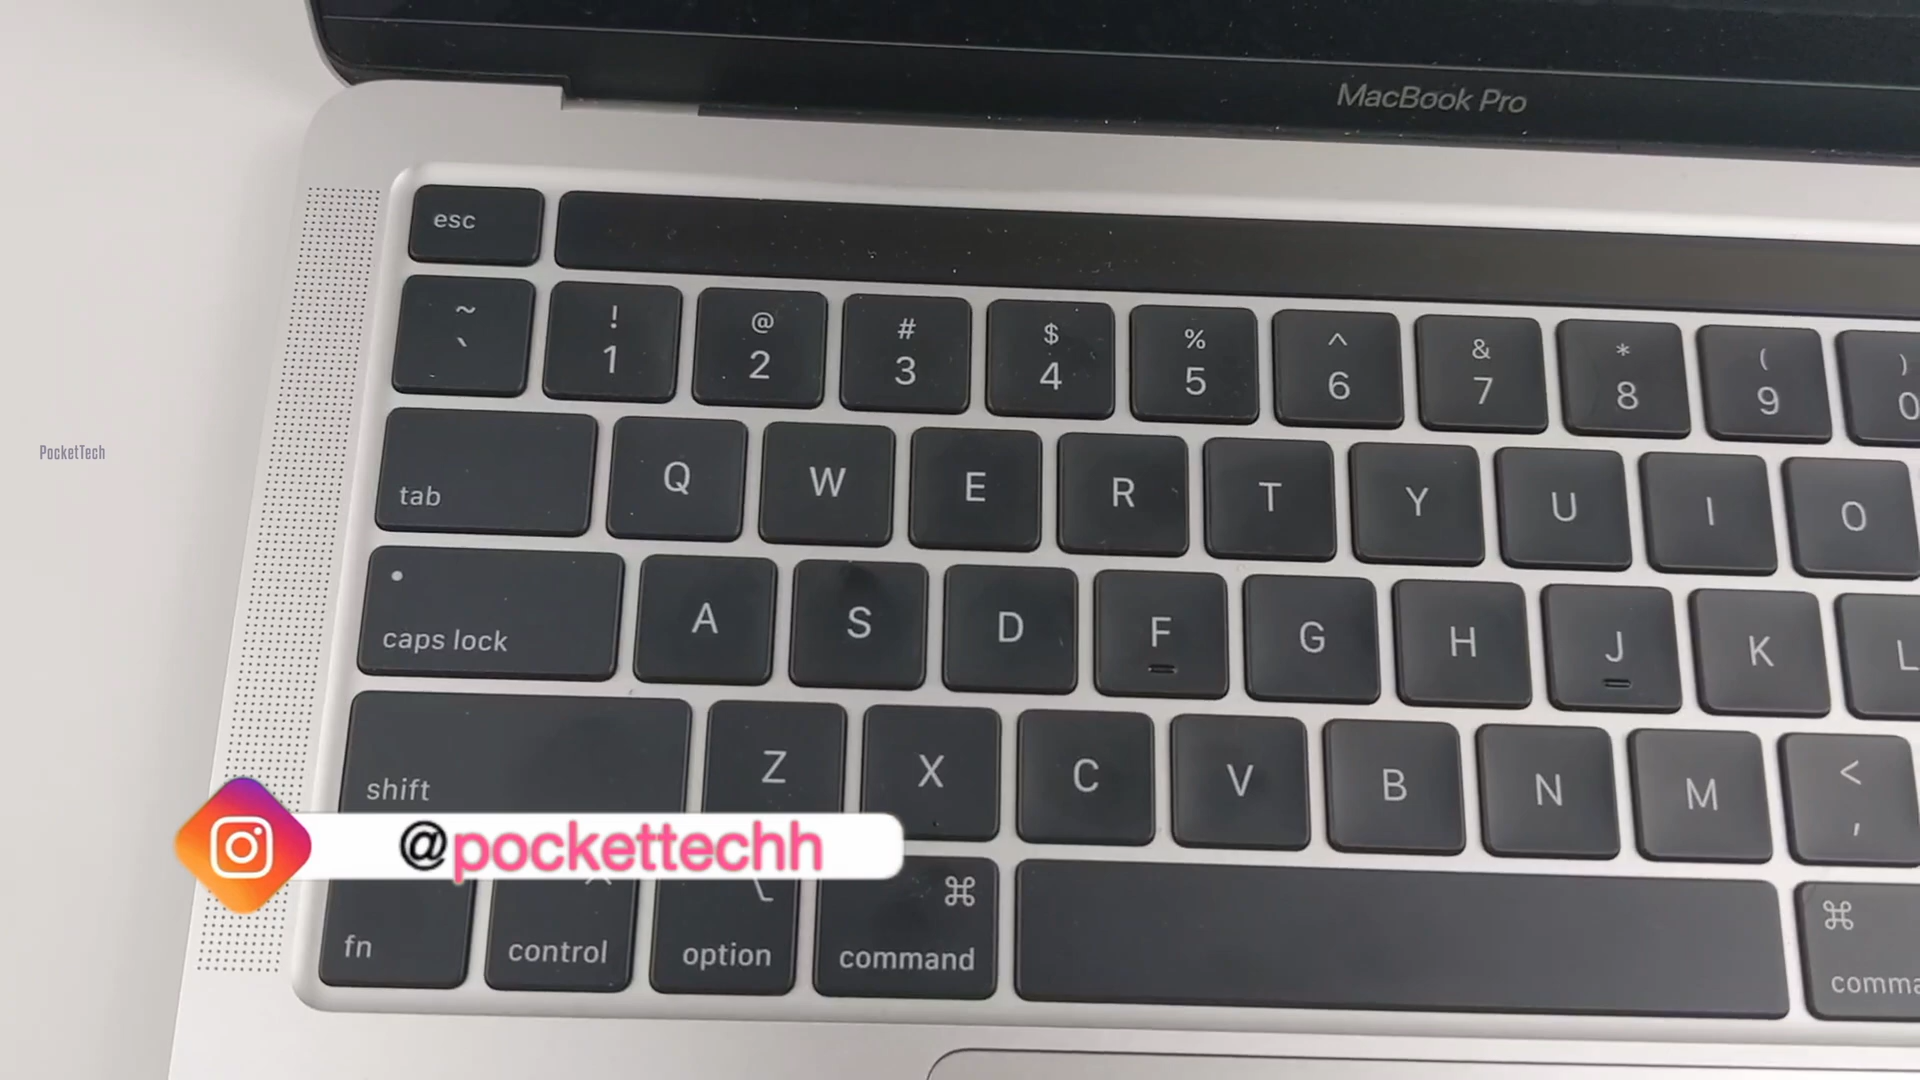 MacBook Pro
esc
~ ! @ # $ % ^ & * ( )
` 1 2 3 4 5 6 7 8 9 0
tab Q W E R T Y U I O
caps lock A S D F G H J K L
shift Z X C V B N M <
,
PocketTech
@pockettechh
⌘ ⌘
fn control option command comma